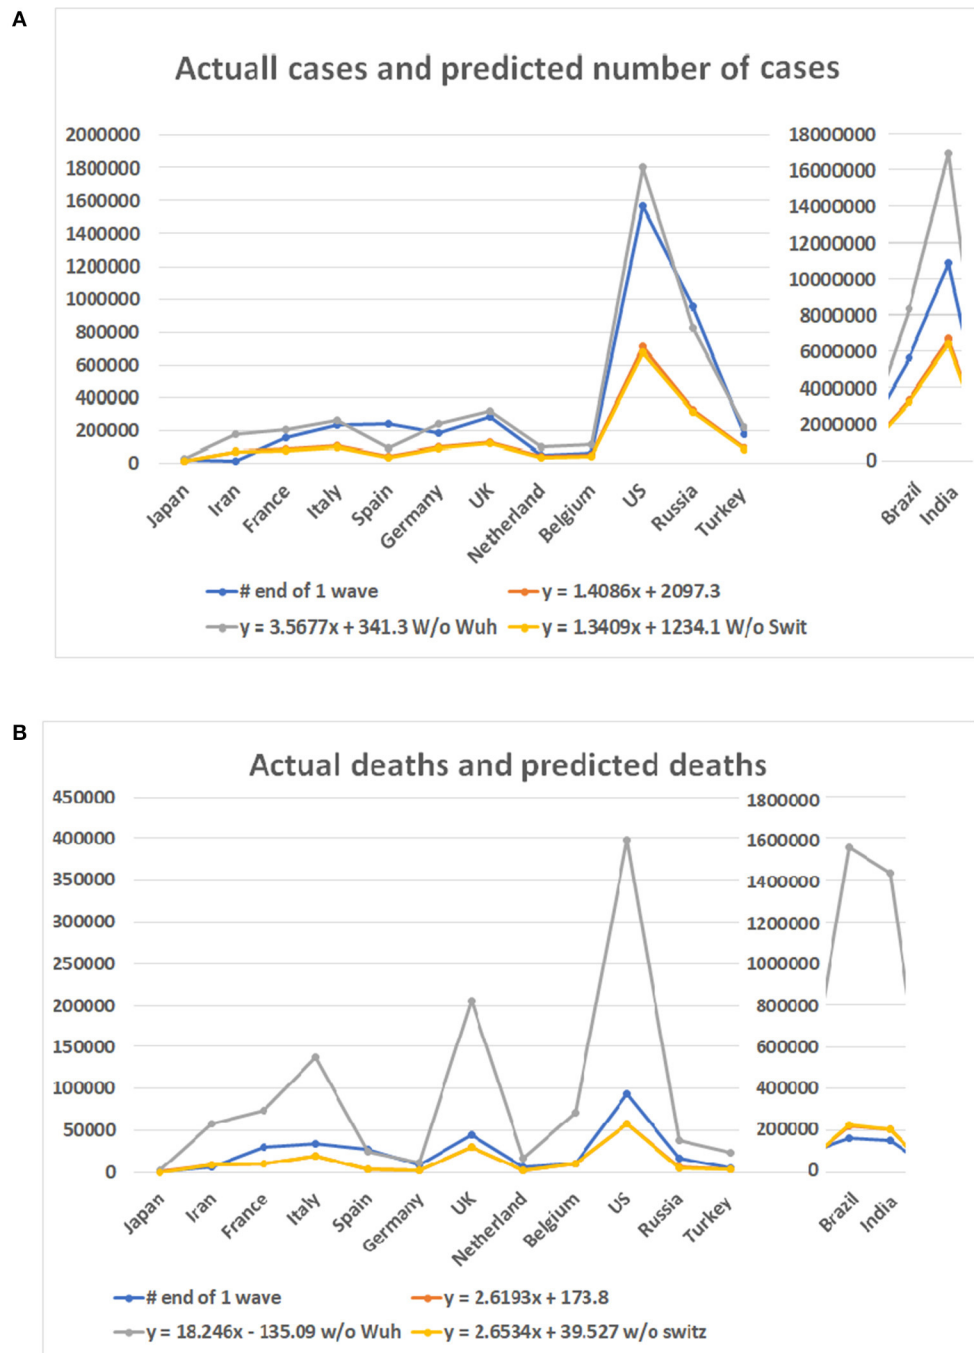 A
Actuall cases and predicted number of cases
2000000
1800000
1600000
1400000
1200000
1000000
800000
600000
400000
200000
0
18000000
16000000
14000000
12000000
10000000
8000000
6000000
4000000
2000000
0
Japan
Iran
France
Italy
Spain
Germany
UK
Netherland
Belgium
US
Russia
Turkey
Brazil
India
# end of 1 wave
y = 1.4086x + 2097.3
y = 3.5677x + 341.3 W/o Wuh
y = 1.3409x + 1234.1 W/o Swit
B
Actual deaths and predicted deaths
450000
400000
350000
300000
250000
200000
150000
100000
50000
0
1800000
1600000
1400000
1200000
1000000
800000
600000
400000
200000
0
Japan
Iran
France
Italy
Spain
Germany
UK
Netherland
Belgium
US
Russia
Turkey
Brazil
India
# end of 1 wave
y = 2.6193x + 173.8
y = 18.246x - 135.09 w/o Wuh
y = 2.6534x + 39.527 w/o switz